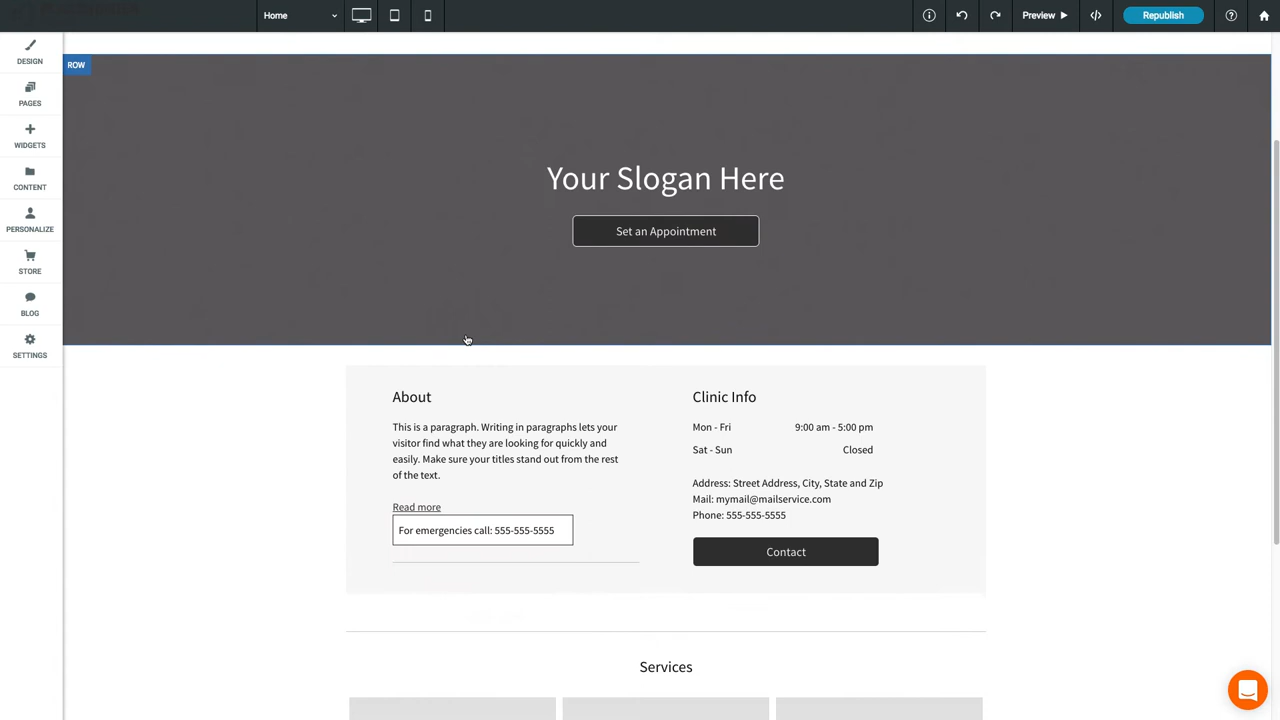 Home
Preview
Republish
DESIGN
PAGES
WIDGETS
CONTENT
PERSONALIZE
STORE
BLOG
SETTINGS
ROW
Your Slogan Here
Set an Appointment
About
This is a paragraph. Writing in paragraphs lets your
visitor find what they are looking for quickly and
easily. Make sure your titles stand out from the rest
of the text.
Read more
For emergencies call: 555-555-5555
Clinic Info
Mon - Fri 9:00 am - 5:00 pm
Sat - Sun Closed
Address: Street Address, City, State and Zip
Mail: mymail@mailservice.com
Phone: 555-555-5555
Contact
Services